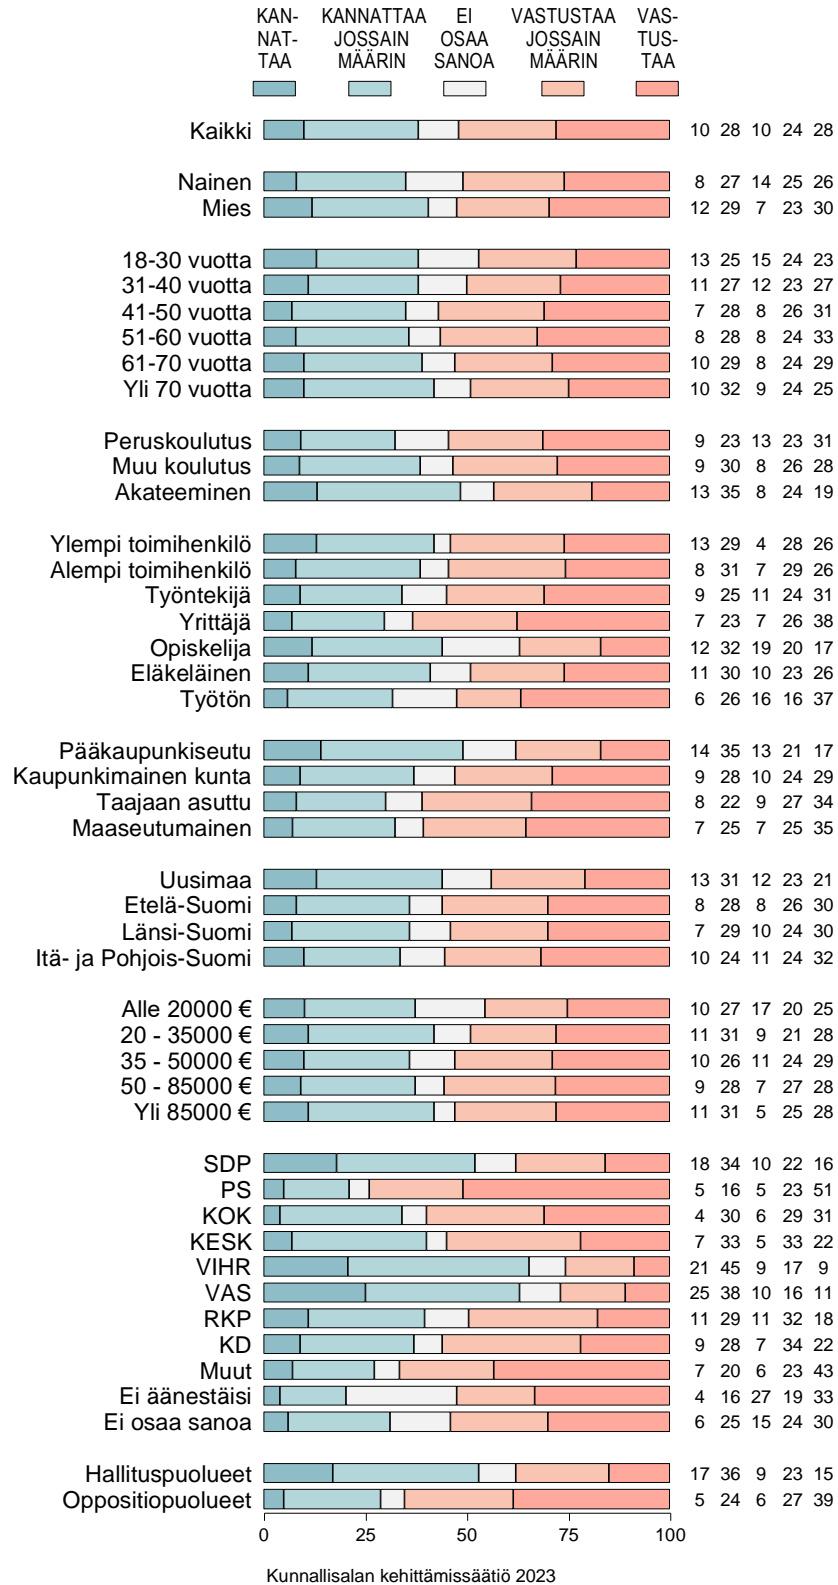 KAN- KANNATTAA EI VASTUSTAA VAS-
NAT- JOSSAIN OSAA JOSSAIN TUS-
TAA MÄÄRIN SANOA MÄÄRIN TAA
Kaikki 10 28 10 24 28
Nainen 8 27 14 25 26
Mies 12 29 7 23 30
18-30 vuotta 13 25 15 24 23
31-40 vuotta 11 27 12 23 27
41-50 vuotta 7 28 8 26 31
51-60 vuotta 8 28 8 24 33
61-70 vuotta 10 29 8 24 29
Yli 70 vuotta 10 32 9 24 25
Peruskoulutus 9 23 13 23 31
Muu koulutus 9 30 8 26 28
Akateeminen 13 35 8 24 19
Ylempi toimihenkilö 13 29 4 28 26
Alempi toimihenkilö 8 31 7 29 26
Työntekijä 9 25 11 24 31
Yrittäjä 7 23 7 26 38
Opiskelija 12 32 19 20 17
Eläkeläinen 11 30 10 23 26
Työtön 6 26 16 16 37
Pääkaupunkiseutu 14 35 13 21 17
Kaupunkimainen kunta 9 28 10 24 29
Taajaan asuttu 8 22 9 27 34
Maaseutumainen 7 25 7 25 35
Uusimaa 13 31 12 23 21
Etelä-Suomi 8 28 8 26 30
Länsi-Suomi 7 29 10 24 30
Itä- ja Pohjois-Suomi 10 24 11 24 32
Alle 20000 € 10 27 17 20 25
20 - 35000 € 11 31 9 21 28
35 - 50000 € 10 26 11 24 29
50 - 85000 € 9 28 7 27 28
Yli 85000 € 11 31 5 25 28
SDP 18 34 10 22 16
PS 5 16 5 23 51
KOK 4 30 6 29 31
KESK 7 33 5 33 22
VIHR 21 45 9 17 9
VAS 25 38 10 16 11
RKP 11 29 11 32 18
KD 9 28 7 34 22
Muut 7 20 6 23 43
Ei äänestäisi 4 16 27 19 33
Ei osaa sanoa 6 25 15 24 30
Hallituspuolueet 17 36 9 23 15
Oppositiopuolueet 5 24 6 27 39
0 25 50 75 100
Kunnallisalan kehittämissäätiö 2023